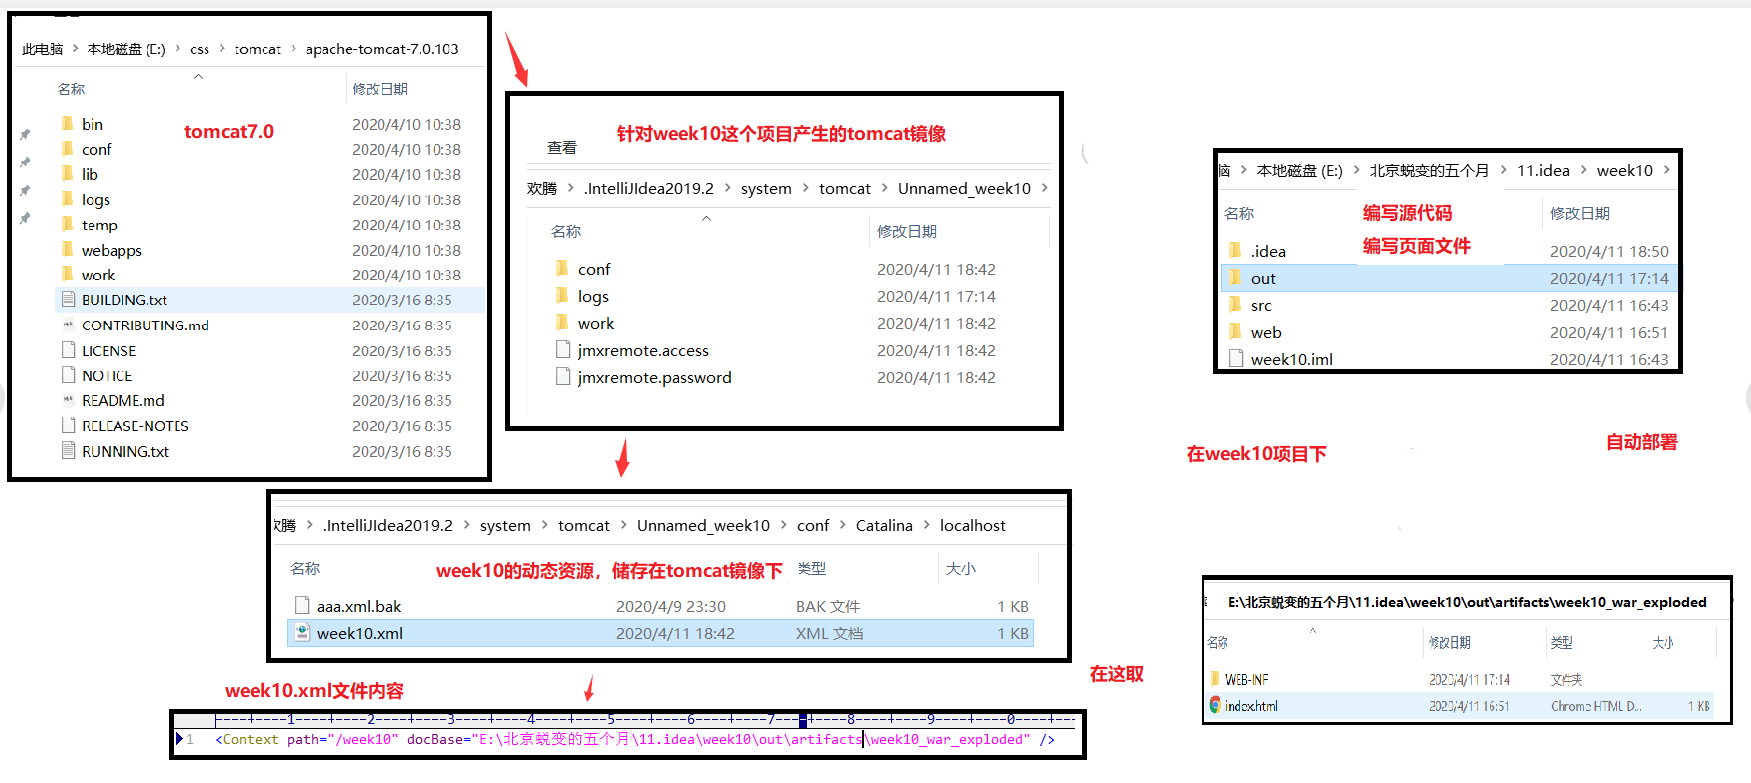 此电脑 > 本地磁盘 (E:) > css > tomcat > apache-tomcat-7.0.103
名称 修改日期
bin 2020/4/10 10:38
conf 2020/4/10 10:38
lib 2020/4/10 10:38
logs 2020/4/10 10:38
temp 2020/4/10 10:38
webapps 2020/4/10 10:38
work 2020/4/10 10:38
BUILDING.txt 2020/3/16 8:35
CONTRIBUTING.md 2020/3/16 8:35
LICENSE 2020/3/16 8:35
NOTICE 2020/3/16 8:35
README.md 2020/3/16 8:35
RELEASE-NOTES 2020/3/16 8:35
RUNNING.txt 2020/3/16 8:35
tomcat7.0
针对week10这个项目产生的tomcat镜像
查看
欢腾 > .IntelliJIdea2019.2 > system > tomcat > Unnamed_week10 >
名称 修改日期
conf 2020/4/11 18:42
logs 2020/4/11 17:14
work 2020/4/11 18:42
jmxremote.access 2020/4/11 18:42
jmxremote.password 2020/4/11 18:42
脑 > 本地磁盘 (E:) > 北京蜕变的五个月 > 11.idea > week10 >
名称 修改日期
编写源代码
编写页面文件
.idea 2020/4/11 18:50
out 2020/4/11 17:14
src 2020/4/11 16:43
web 2020/4/11 16:51
week10.iml 2020/4/11 16:43
在week10项目下
自动部署
欢腾 > .IntelliJIdea2019.2 > system > tomcat > Unnamed_week10 > conf > Catalina > localhost
名称 类型 大小
week10的动态资源，储存在tomcat镜像下
aaa.xml.bak 2020/4/9 23:30 BAK 文件 1 KB
week10.xml 2020/4/11 18:42 XML 文档 1 KB
在这取
E:\北京蜕变的五个月\11.idea\week10\out\artifacts\week10_war_exploded
名称 修改日期 类型 大小
WEB-INF 2020/4/11 17:14 文件夹
index.html 2020/4/11 16:51 Chrome HTML D... 1 KB
week10.xml文件内容
----+----1----+----2----+----3----+----4----+----5----+----6----+----7----+----8----+----9----+----0----+---
1 <Context path="/week10" docBase="E:\北京蜕变的五个月\11.idea\week10\out\artifacts\week10_war_exploded" />